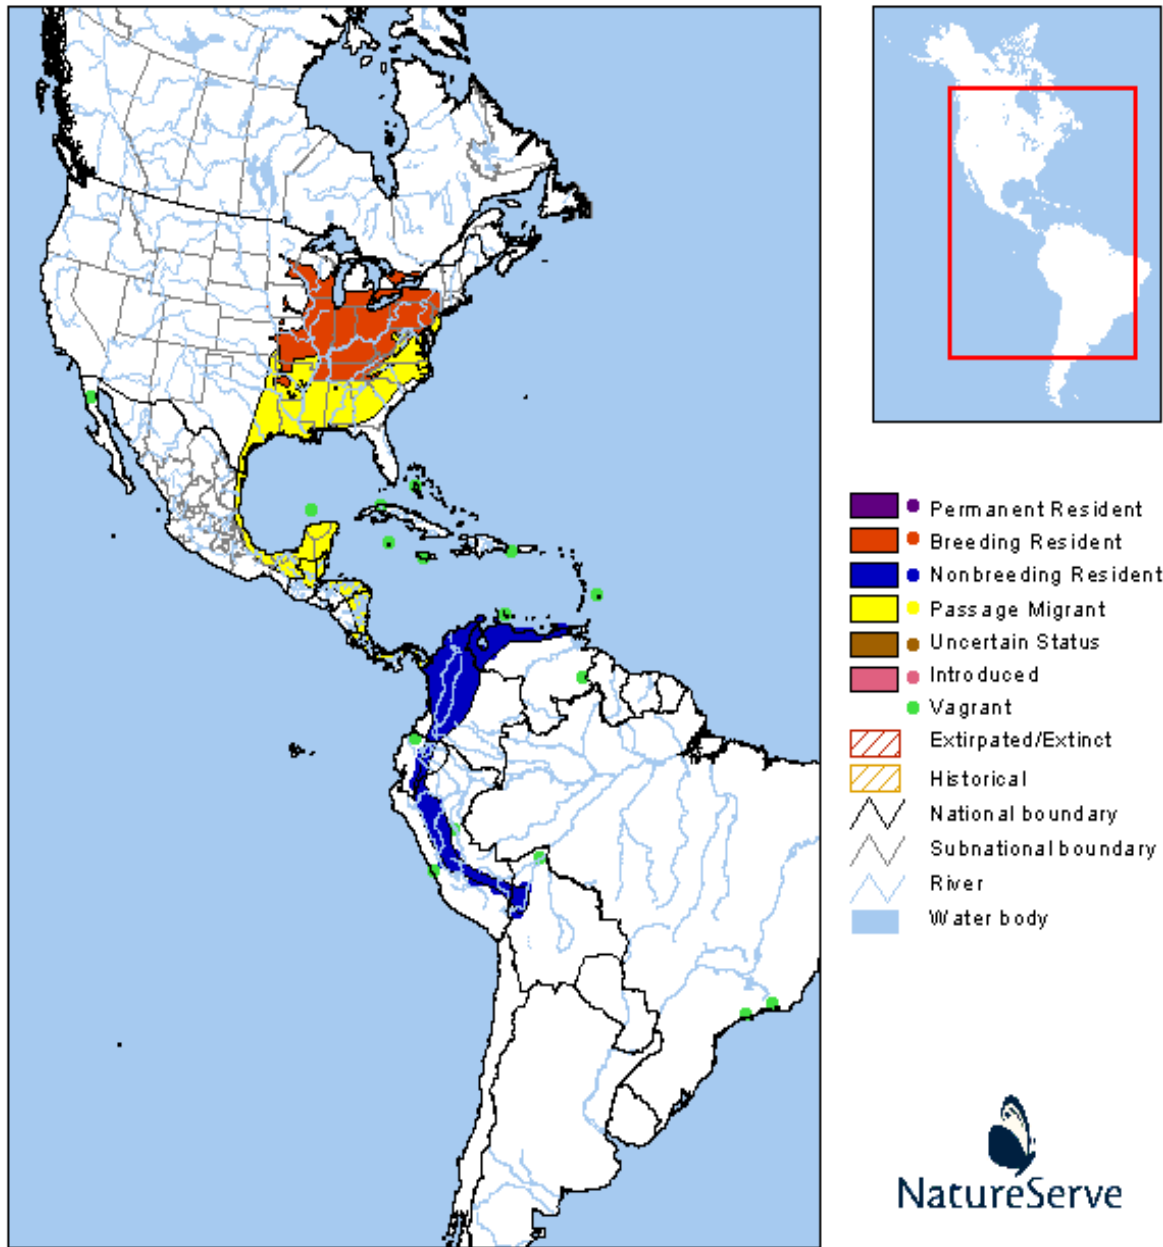 Permanent Resident
Breeding Resident
Nonbreeding Resident
Passage Migrant
Uncertain Status
Introduced
Vagrant
Extirpated/Extinct
Historical
National boundary
Subnational boundary
River
Water body
NatureServe